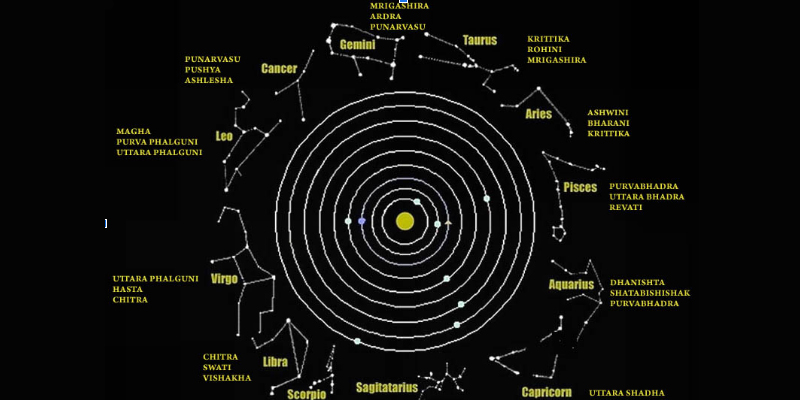 MRIGASHIRA
ARDRA
PUNARVASU
Gemini
Taurus
KRITTIKA
ROHINI
MRIGASHIRA
PUNARVASU
PUSHYA
ASHLESHA
Cancer
Aries
ASHWINI
BHARANI
KRITIKA
MAGHA
PURVA PHALGUNI
UTTARA PHALGUNI
Leo
Pisces
PURVABHADRA
UTTARA BHADRA
REVATI
]
UTTARA PHALGUNI
HASTA
CHITRA
Virgo
Aquarius
DHANISHTA
SHATABISHISHAK
PURVABHADRA
CHITRA
SWATI
VISHAKHA
Libra
Scorpio
Sagitatarius
Capricorn
UTTARA SHADHA